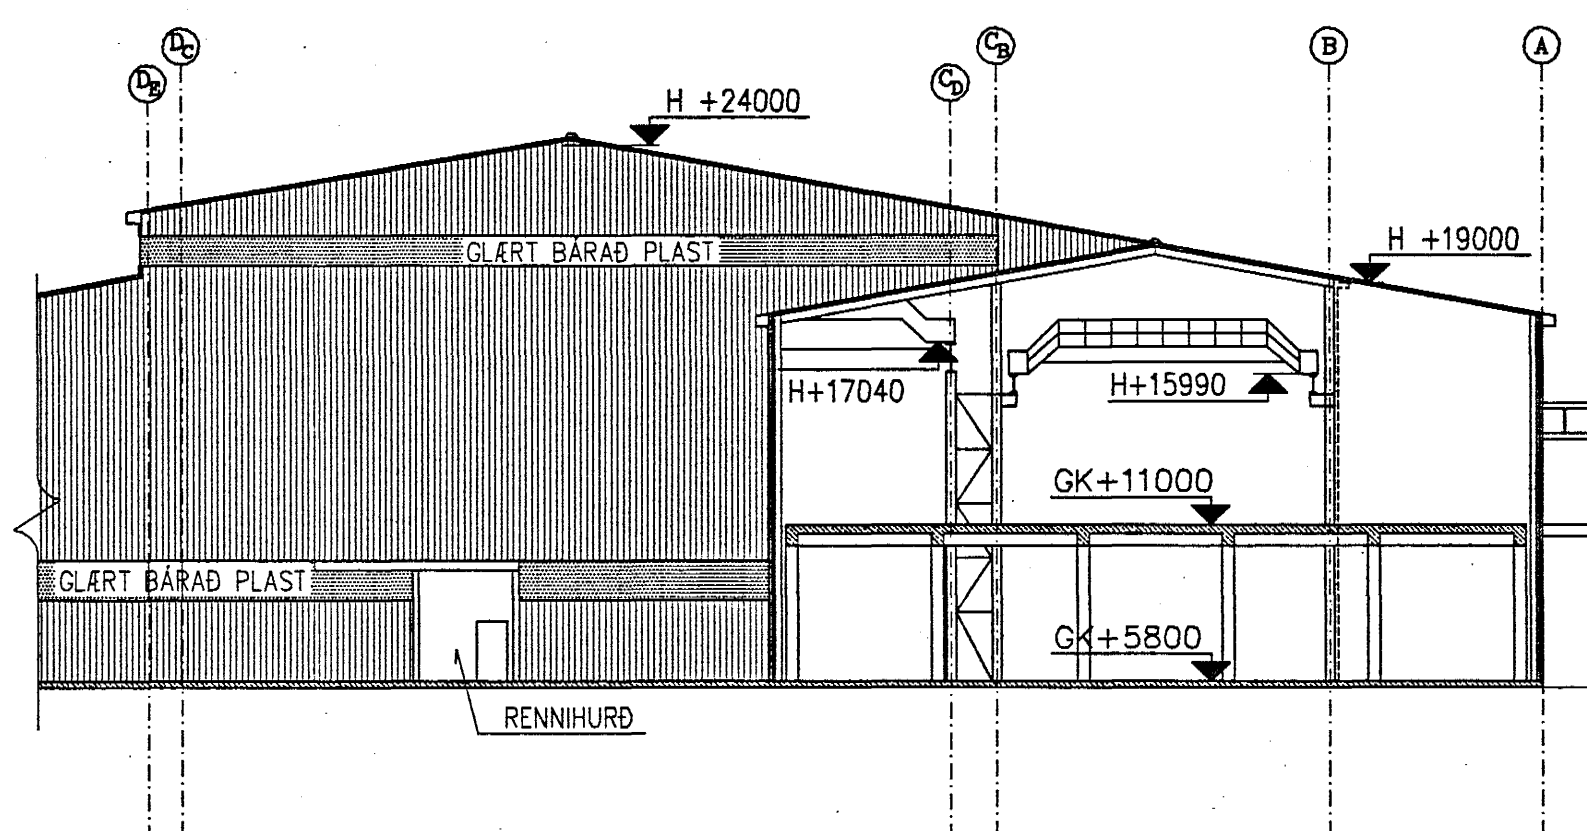 DE
DC
CD
CB
B
A
H +24000
GLÆRT BÁRAÐ PLAST
H +19000
H+17040
H+15990
GK+11000
GLÆRT BÁRAÐ PLAST
GK+5800
RENNIHURÐ